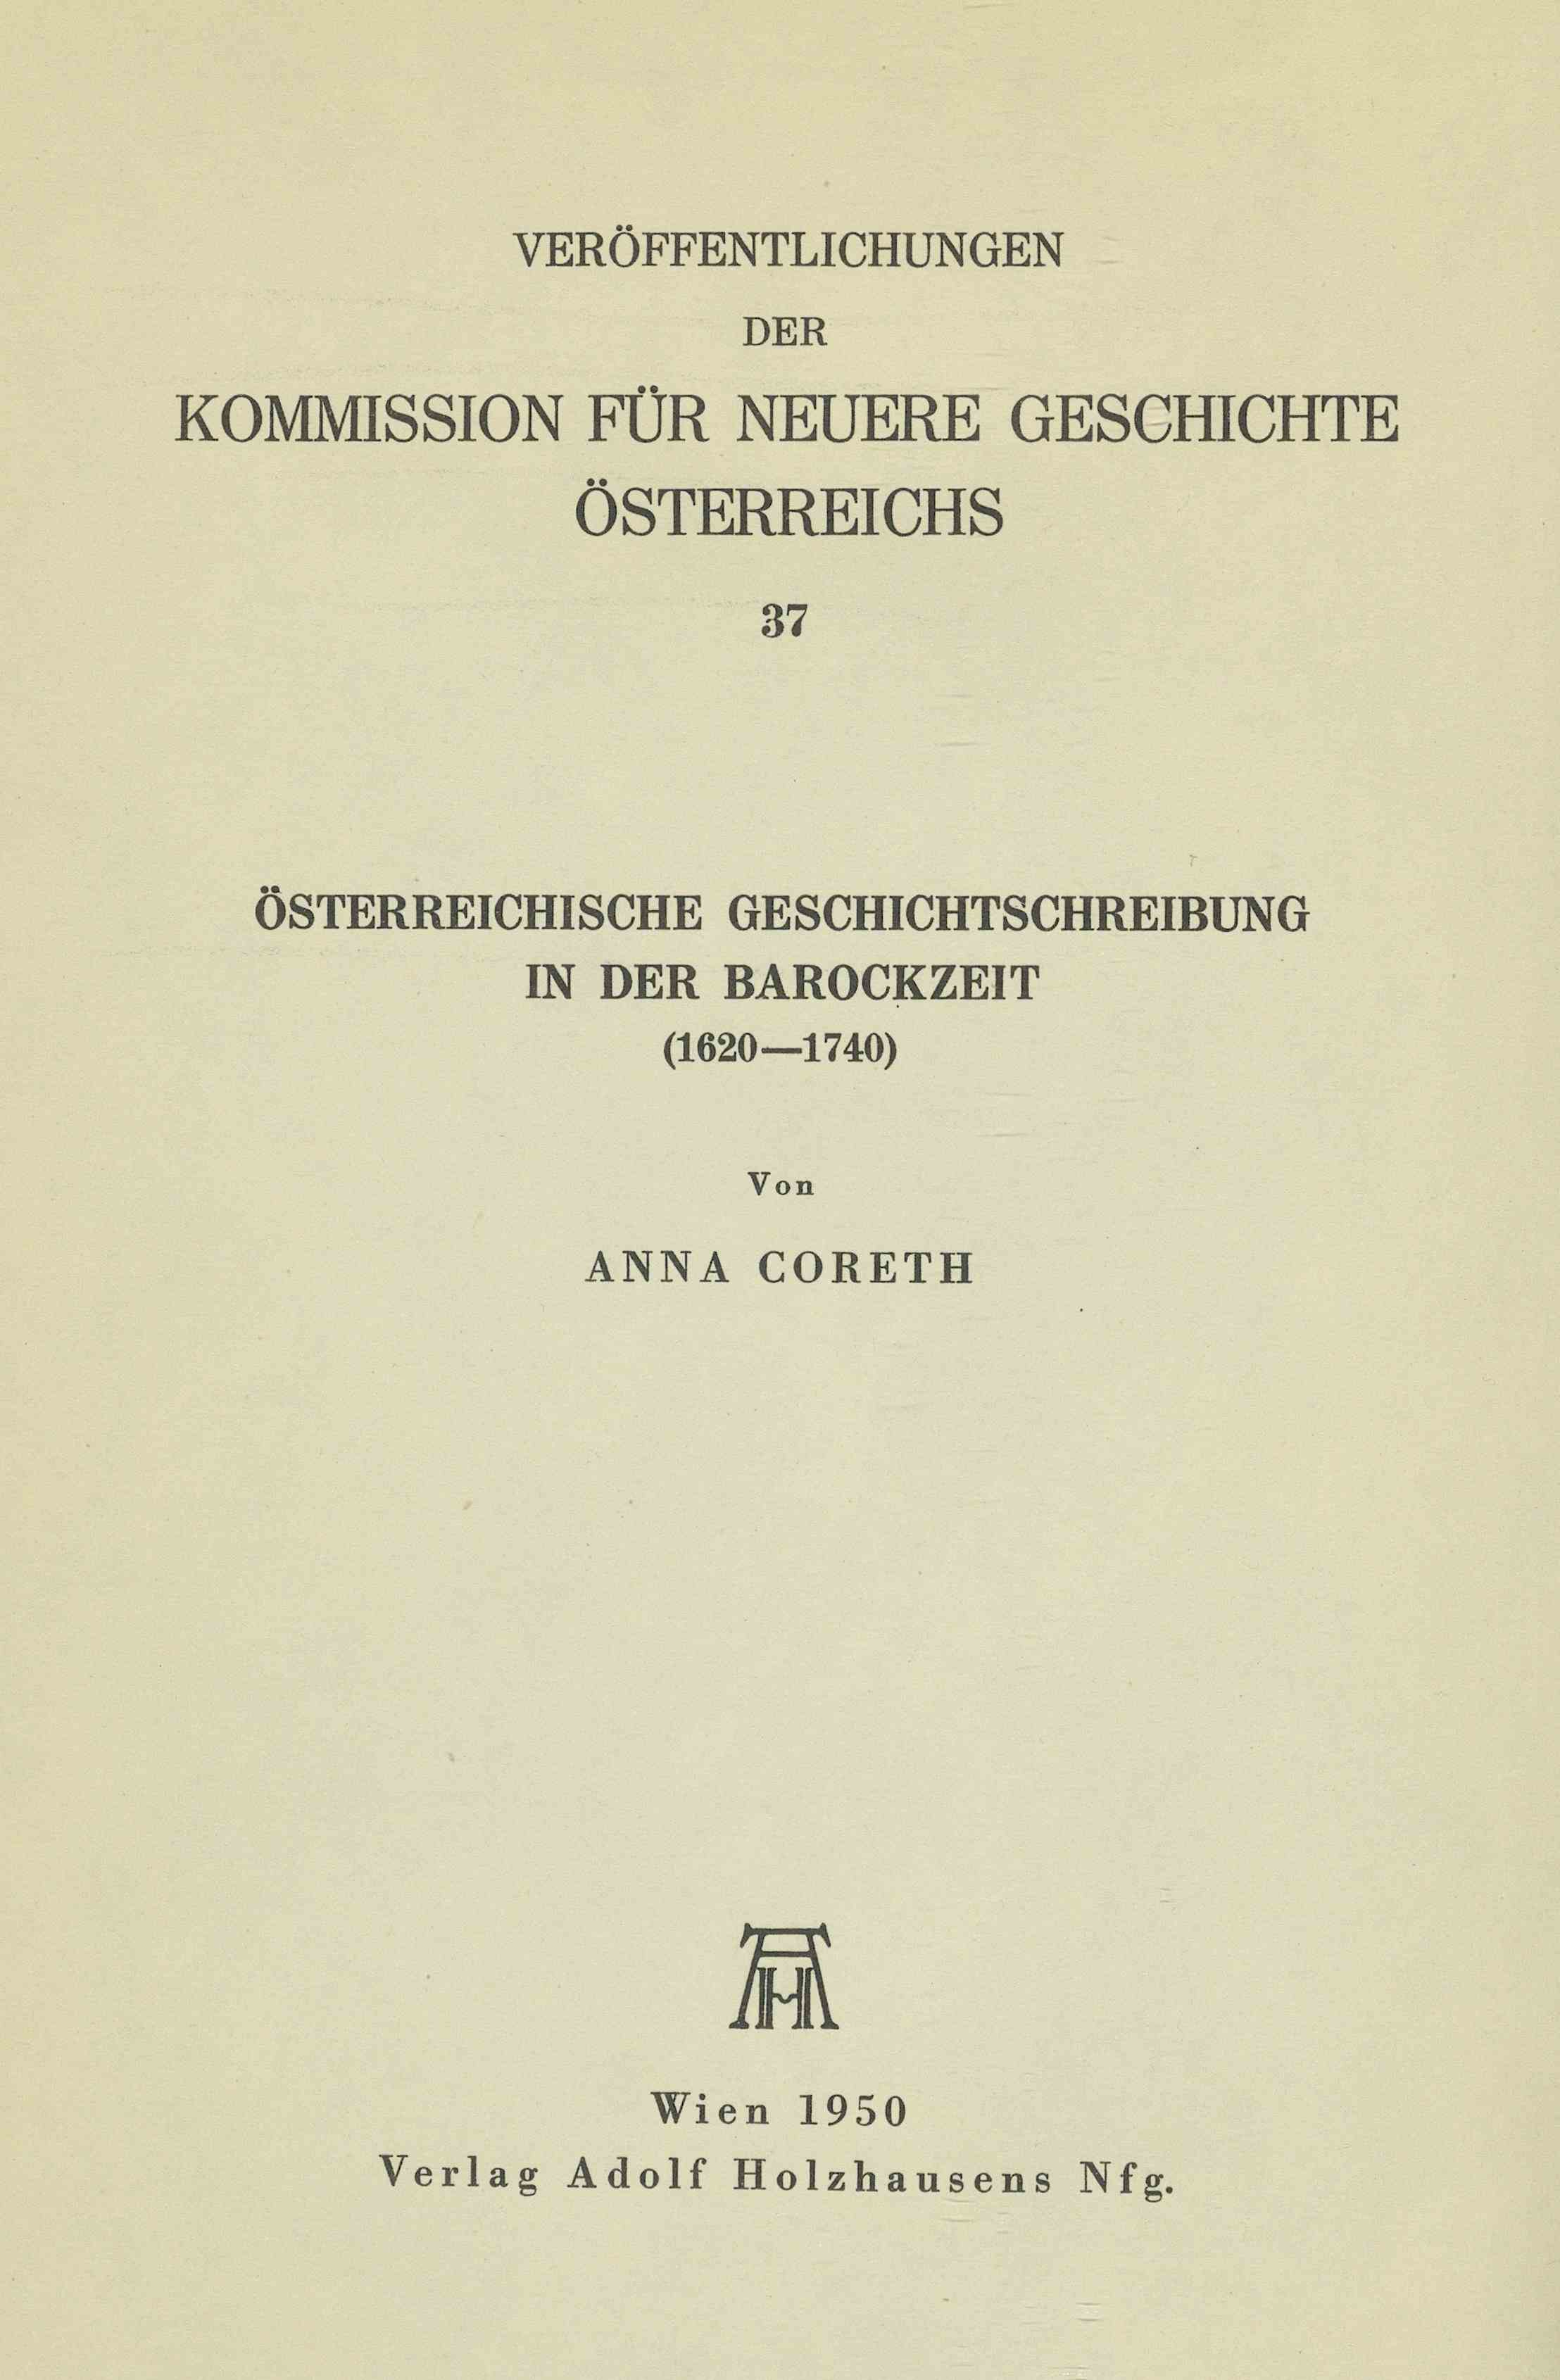 VERÖFFENTLICHUNGEN
DER
KOMMISSION FÜR NEUERE GESCHICHTE
ÖSTERREICHS
37
ÖSTERREICHISCHE GESCHICHTSCHREIBUNG
IN DER BAROCKZEIT
(1620—1740)
Von
ANNA CORETH
AH
Wien 1950
Verlag Adolf Holzhausens Nfg.